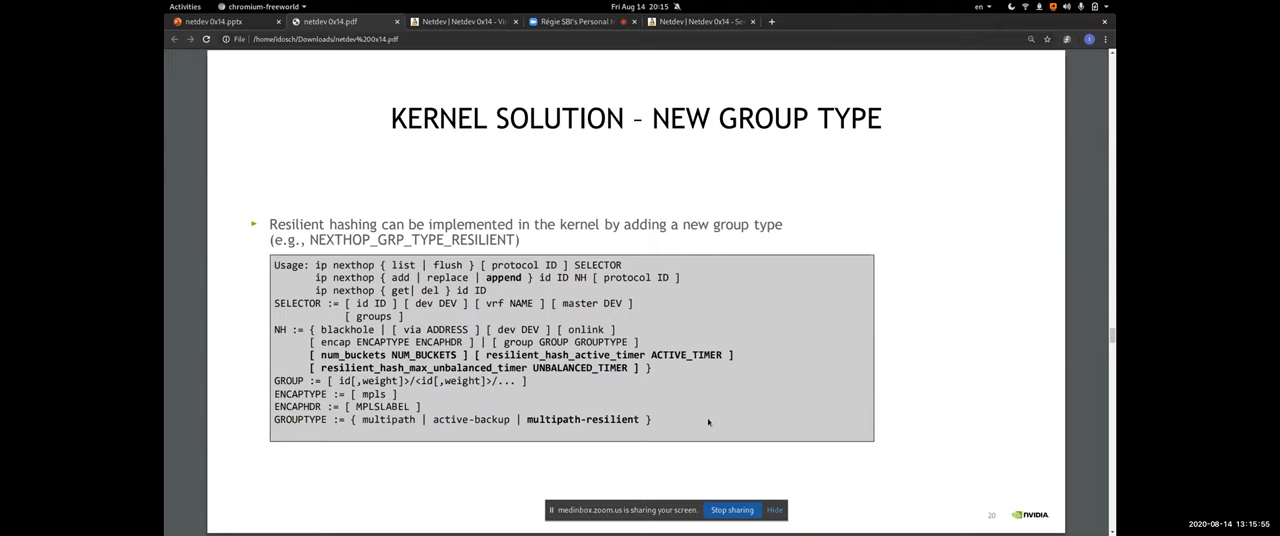 Activities
chromium-freeworld
Fri Aug 14 20:15
en
netdev 0x14.pptx
netdev 0x14.pdf
Netdev | Netdev 0x14 - Vi
Régie SBI's Personal M
Netdev | Netdev 0x14 - Se
File
/home/idosch/Downloads/netdev%200x14.pdf
KERNEL SOLUTION – NEW GROUP TYPE
Resilient hashing can be implemented in the kernel by adding a new group type
(e.g., NEXTHOP_GRP_TYPE_RESILIENT)
Usage: ip nexthop { list | flush } [ protocol ID ] SELECTOR
ip nexthop { add | replace | append } id ID NH [ protocol ID ]
ip nexthop { get| del } id ID
SELECTOR := [ id ID ] [ dev DEV ] [ vrf NAME ] [ master DEV ]
[ groups ]
NH := { blackhole | [ via ADDRESS ] [ dev DEV ] [ onlink ]
[ encap ENCAPTYPE ENCAPHDR ] | [ group GROUP GROUPTYPE ]
[ num_buckets NUM_BUCKETS ] [ resilient_hash_active_timer ACTIVE_TIMER ]
[ resilient_hash_max_unbalanced_timer UNBALANCED_TIMER ] }
GROUP := [ id[,weight]>/<id[,weight]>/... ]
ENCAPTYPE := [ mpls ]
ENCAPHDR := [ MPLSLABEL ]
GROUPTYPE := { multipath | active-backup | multipath-resilient }
medinbox.zoom.us is sharing your screen.
Stop sharing
Hide
20
NVIDIA.
2020-08-14 13:15:55